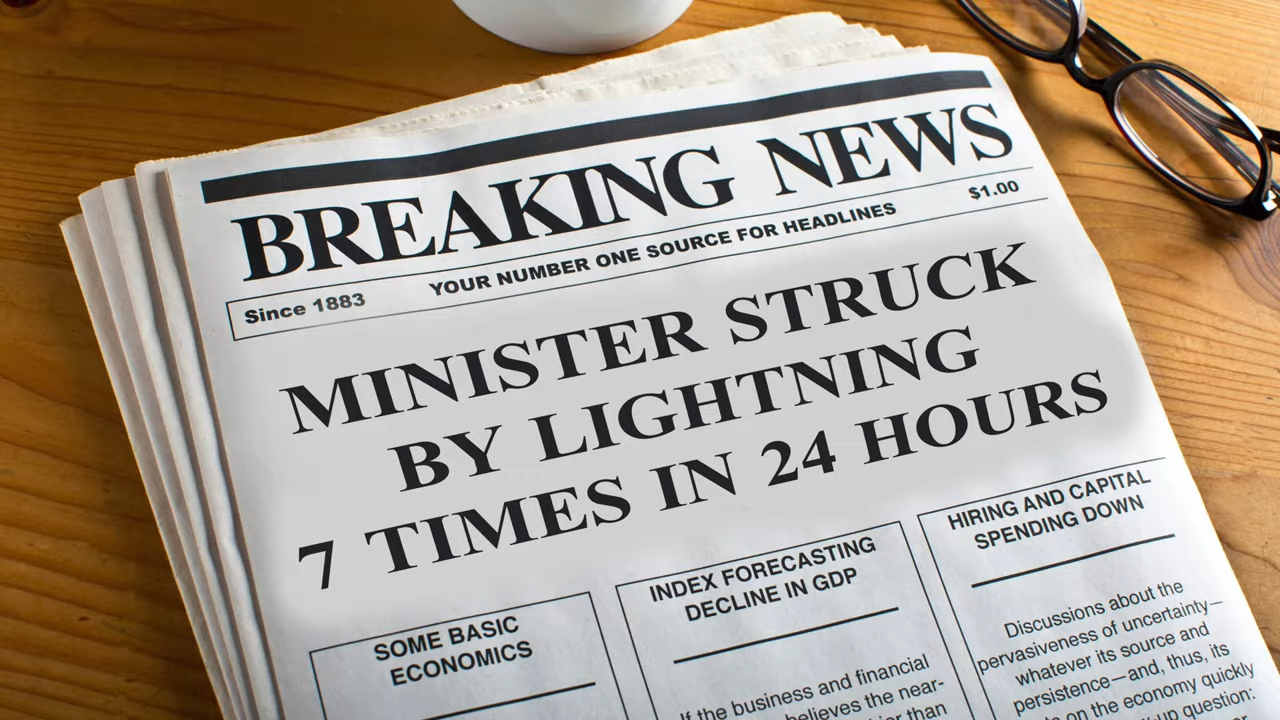 BREAKING NEWS
Since 1883
YOUR NUMBER ONE SOURCE FOR HEADLINES
$1.00
MINISTER STRUCK
BY LIGHTNING
7 TIMES IN 24 HOURS
SOME BASIC
ECONOMICS
INDEX FORECASTING
DECLINE IN GDP
If the business and financial
believes the near-
than
HIRING AND CAPITAL
SPENDING DOWN
Discussions about the
pervasiveness of uncertainty—
whatever its source and
persistence—and, thus, its
on the economy quickly
question: